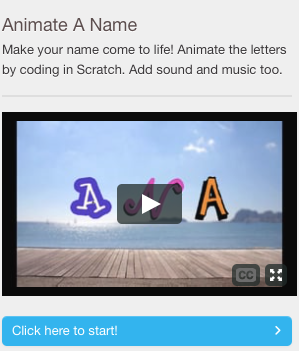 Animate A Name
Make your name come to life! Animate the letters
by coding in Scratch. Add sound and music too.
A N A
CC
Click here to start!